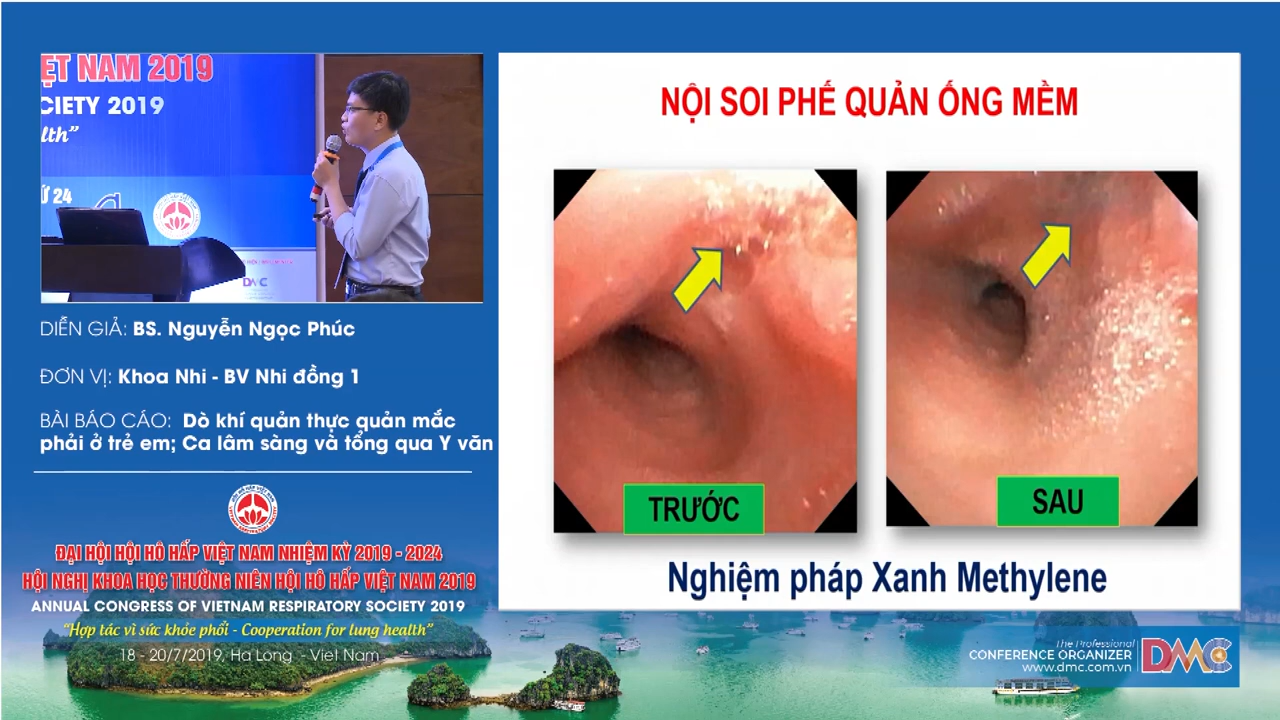 ỆT NAM 2019
CIETY 2019
lth”
Ứ 24
DMC
DIỄN GIẢ: BS. Nguyễn Ngọc Phúc
ĐƠN VỊ: Khoa Nhi - BV Nhi đồng 1
BÀI BÁO CÁO: Dò khí quản thực quản mắc
phải ở trẻ em; Ca lâm sàng và tổng qua Y văn
ĐẠI HỘI HỘI HÔ HẤP VIỆT NAM NHIỆM KỲ 2019 - 2024
HỘI NGHỊ KHOA HỌC THƯỜNG NIÊN HỘI HÔ HẤP VIỆT NAM 2019
ANNUAL CONGRESS OF VIETNAM RESPIRATORY SOCIETY 2019
“Hợp tác vì sức khỏe phổi - Cooperation for lung health”
18 - 20/7/2019, Ha Long - Viet Nam
NỘI SOI PHẾ QUẢN ỐNG MỀM
TRƯỚC
SAU
Nghiệm pháp Xanh Methylene
The Professional
CONFERENCE ORGANIZER
www.dmc.com.vn
DMC